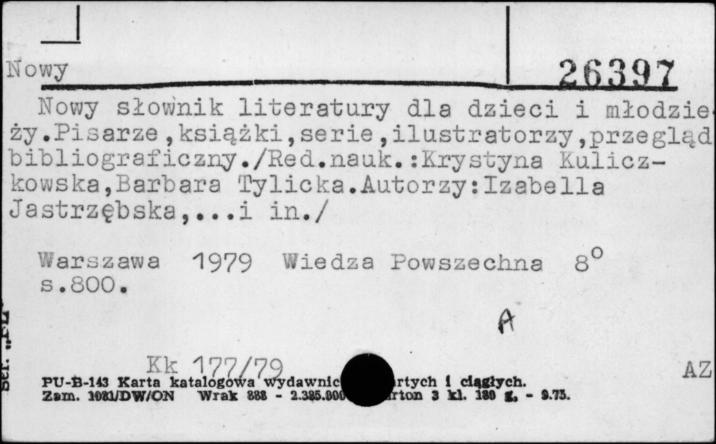 Nowy
26397
Nowy słownik literatury dla dzieci i młodzie
ży.Pisarze,książki,serie,ilustratorzy,przegląd
bibliograficzny./Red.nauk.:Krystyna Kulicz-
kowska,Barbara Tylicka.Autorzy:Izabella
Jastrzębska,...i in./
Warszawa 1979 Wiedza Powszechna 8°
s.800.
A
Kk 177/79
AZ
PU-B-143 Karta katalogowa wydawnic rtych i ciągłych.
Zam. 1081/DW/ON Wrak 888 - 2.385.000 rton 3 kl. 180 g. - 9.75.